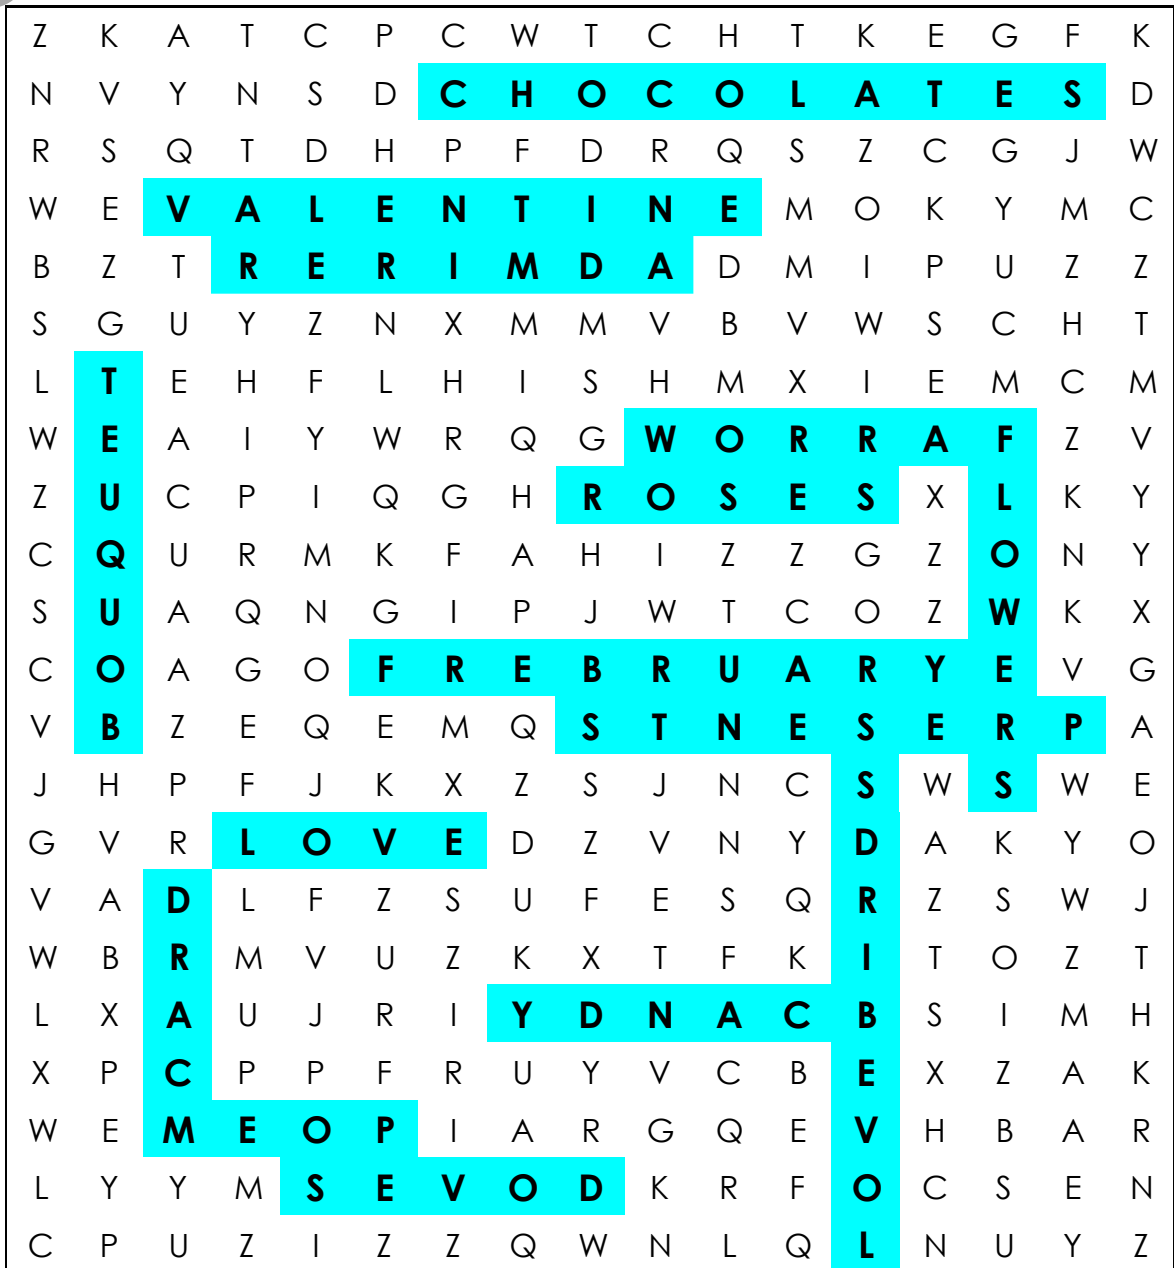 Z K A T C P C W T C H T K E G F K
N V Y N S D C H O C O L A T E S D
R S Q T D H P F D R Q S Z C G J W
W E V A L E N T I N E M O K Y M C
B Z T R E R I M D A D M I P U Z Z
S G U Y Z N X M M V B V W S C H T
L T E H F L H I S H M X I E M C M
W E A I Y W R Q G W O R R A F Z V
Z U C P I Q G H R O S E S X L K Y
C Q U R M K F A H I Z Z G Z O N Y
S U A Q N G I P J W T C O Z W K X
C O A G O F R E B R U A R Y E V G
V B Z E Q E M Q S T N E S E R P A
J H P F J K X Z S J N C S W S W E
G V R L O V E D Z V N Y D A K Y O
V A D L F Z S U F E S Q R Z S W J
W B R M V U Z K X T F K I T O Z T
L X A U J R I Y D N A C B S I M H
X P C P P F R U Y V C B E X Z A K
W E M E O P I A R G Q E V H B A R
L Y Y M S E V O D K R F O C S E N
C P U Z I Z Z Q W N L Q L N U Y Z